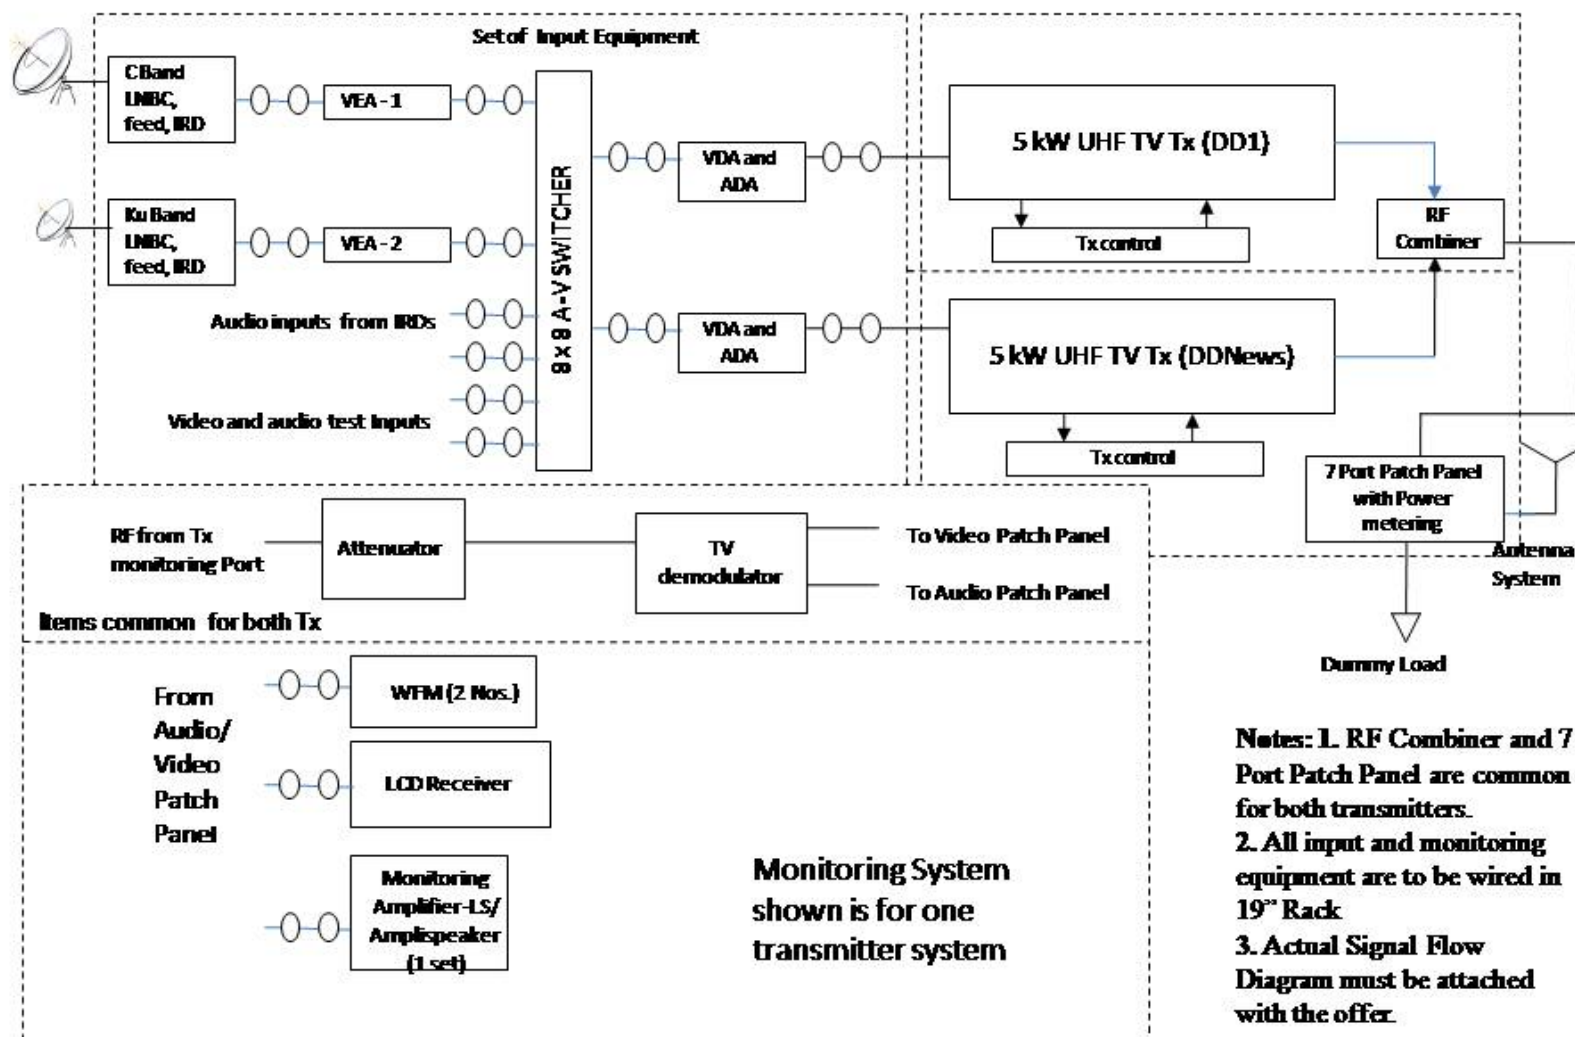 Set of Input Equipment
C Band
LNBC,
feed, IRD
VEA - 1
Ku Band
LNBC,
feed, IRD
VEA - 2
Audio inputs from IRDs
Video and audio test Inputs
8 x 8 A-V SWITCHER
VDA and
ADA
VDA and
ADA
5 kW UHF TV Tx (DD1)
Tx control
RF
Combiner
5 kW UHF TV Tx (DDNews)
Tx control
7 Port Patch Panel
with Power
metering
Antenna
System
Dummy Load
RF from Tx
monitoring Port
Attenuator
TV
demodulator
To Video Patch Panel
To Audio Patch Panel
Items common for both Tx
From
Audio/
Video
Patch
Panel
WFM (2 Nos.)
LCD Receiver
Monitoring
Amplifier-LS/
Amplispeaker
(1 set)
Monitoring System
shown is for one
transmitter system
Notes: 1. RF Combiner and 7
Port Patch Panel are common
for both transmitters.
2. All input and monitoring
equipment are to be wired in
19” Rack
3. Actual Signal Flow
Diagram must be attached
with the offer.